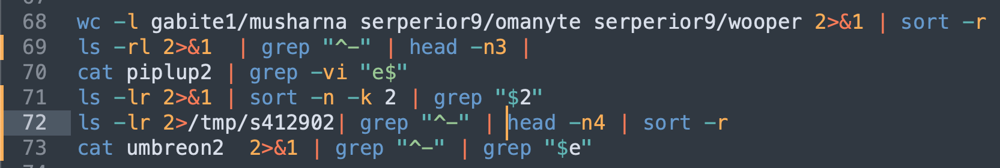 68 wc -l gabite1/musharna serperior9/omanyte serperior9/wooper 2>&1 | sort -r
69 ls -rl 2>&1  | grep "^-" | head -n3 |
70 cat piplup2 | grep -vi "e$"
71 ls -lr 2>&1 | sort -n -k 2 | grep "$2"
72 ls -lr 2>/tmp/s412902| grep "^-" | head -n4 | sort -r
73 cat umbreon2  2>&1 | grep "^-" | grep "$e"